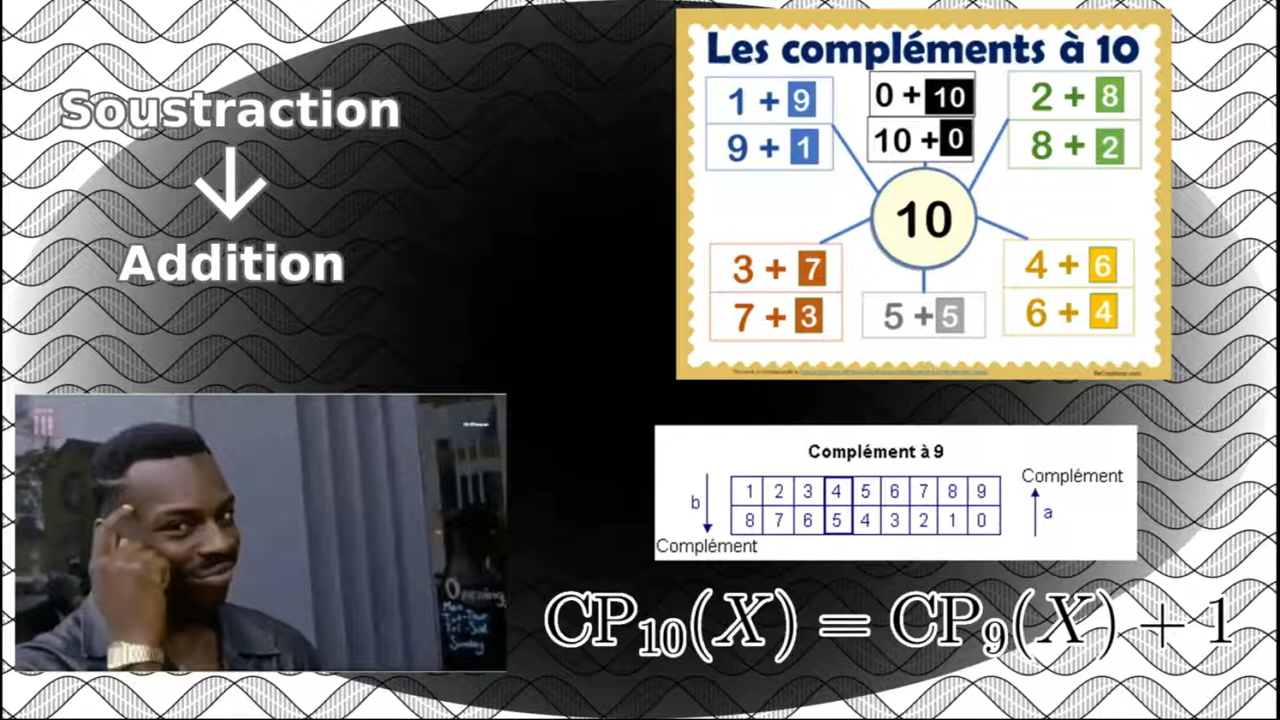 Soustraction
Addition
Les compléments à 10
1 + 9
9 + 1
0 + 10
10 + 0
2 + 8
8 + 2
10
3 + 7
7 + 3
5 + 5
4 + 6
6 + 4
Complément à 9
b
1 2 3 4 5 6 7 8 9
8 7 6 5 4 3 2 1 0
Complément
a
Complément
Opening
CP₁₀(X) = CP₉(X) + 1